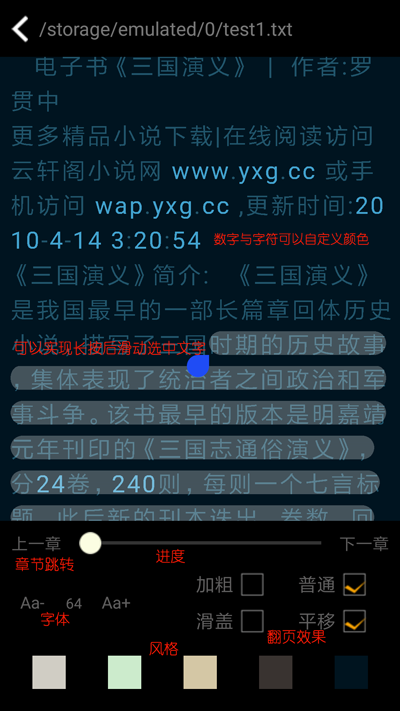 /storage/emulated/0/test1.txt
电子书《三国演义》 | 作者:罗
贯中
更多精品小说下载|在线阅读访问
云轩阁小说网 www.yxg.cc 或手
机访问 wap.yxg.cc ,更新时间:20
10-4-14 3:20:54
数字与字符可以自定义颜色
《三国演义》简介: 《三国演义》
是我国最早的一部长篇章回体历史
小说，描写了三国时期的历史故事
可以实现长按后滑动选中文字
，集体表现了统治者之间政治和军
事斗争。该书最早的版本是明嘉靖
元年刊印的《三国志通俗演义》，
分24卷，240则，每则一个七言标
题。此后新的刊本迭出，卷数、回
上一章
下一章
章节跳转
进度
加粗
普通
Aa-
64
Aa+
字体
滑盖
平移
翻页效果
风格